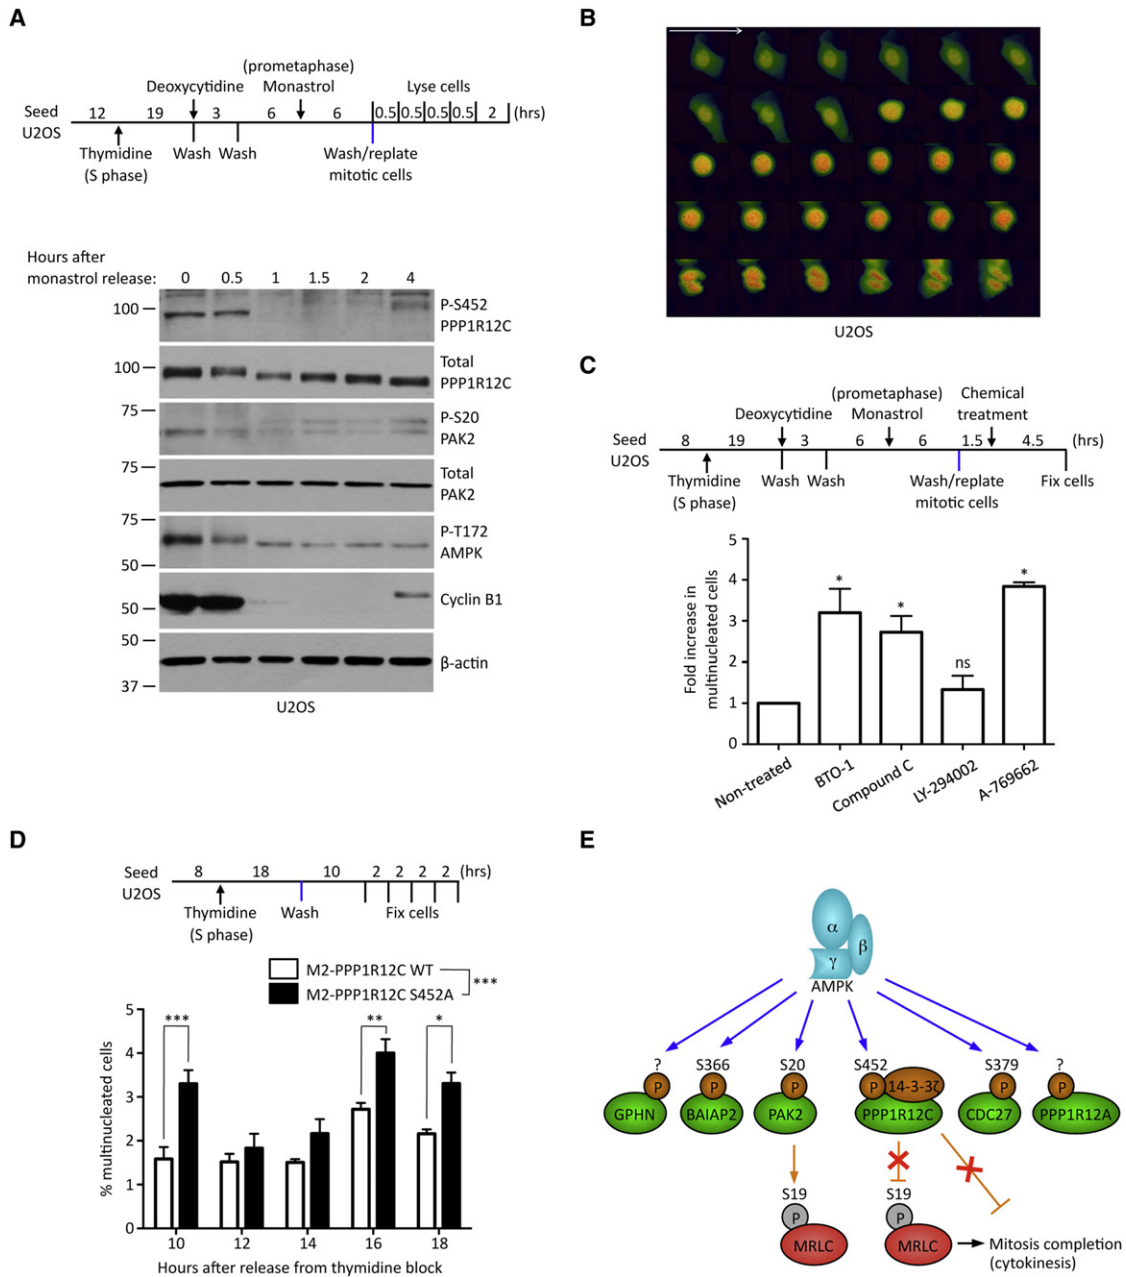 A
(prometaphase)
Deoxycytidine Monastrol Lyse cells
Seed 12 19 3 6 6 0.5 0.5 0.5 0.5 2 (hrs)
U2OS
Thymidine Wash Wash Wash/replate
(S phase) mitotic cells
Hours after
monastrol release: 0 0.5 1 1.5 2 4
100 P-S452
PPP1R12C
100 Total
PPP1R12C
75 P-S20
PAK2
75 Total
PAK2
75 P-T172
AMPK
50
50 Cyclin B1
50 β-actin
37
U2OS
B
U2OS
C
(prometaphase) Chemical
Deoxycytidine Monastrol treatment
Seed 8 19 3 6 6 1.5 4.5 (hrs)
U2OS
Thymidine Wash Wash Wash/replate Fix cells
(S phase) mitotic cells
Fold increase in
multinucleated cells
5
4
3
2
1
0
* * ns *
Non-treated BTO-1 Compound C LY-294002 A-769662
D
Seed 8 18 10 2 2 2 2 (hrs)
U2OS
Thymidine Wash Fix cells
(S phase)
M2-PPP1R12C WT
M2-PPP1R12C S452A
***
% multinucleated cells
5
4
3
2
1
0
*** ** *
10 12 14 16 18
Hours after release from thymidine block
E
α
β
γ
AMPK
? S366 S20 S452 S379 ?
P P P P 14-3-3ζ P P
GPHN BAIAP2 PAK2 PPP1R12C CDC27 PPP1R12A
S19 S19
P P
MRLC MRLC Mitosis completion
(cytokinesis)